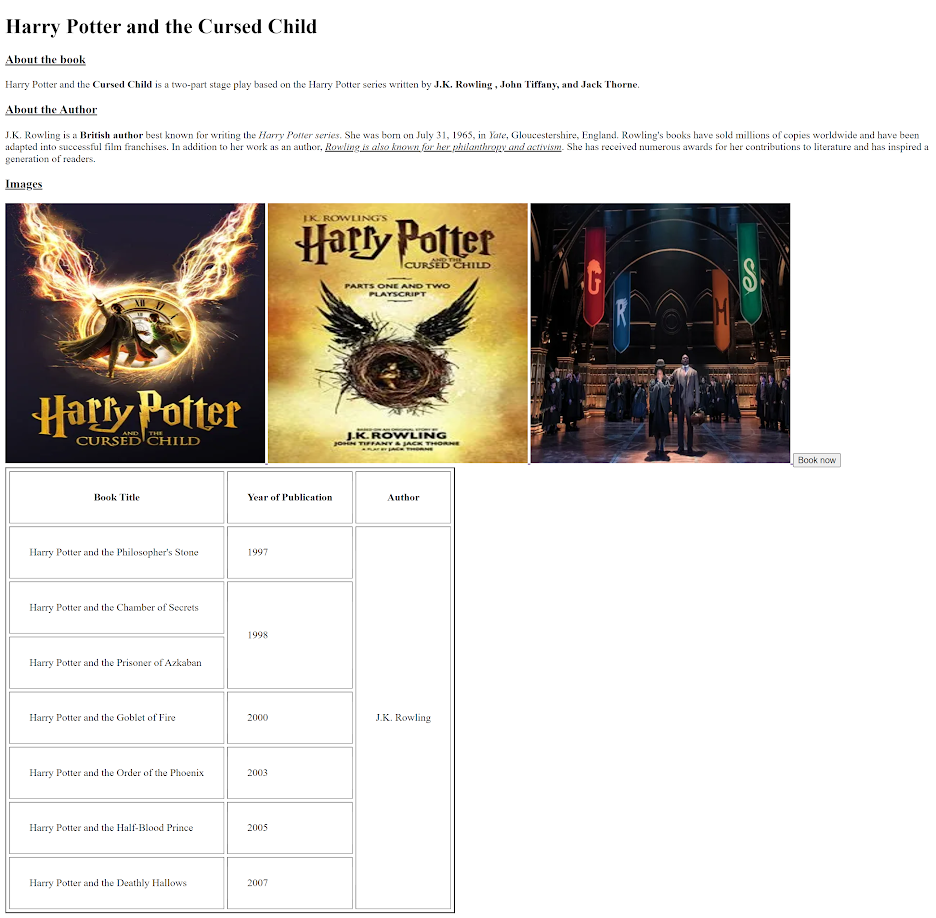 Harry Potter and the Cursed Child
About the book
Harry Potter and the Cursed Child is a two-part stage play based on the Harry Potter series written by J.K. Rowling , John Tiffany, and Jack Thorne.
About the Author
J.K. Rowling is a British author best known for writing the Harry Potter series. She was born on July 31, 1965, in Yate, Gloucestershire, England. Rowling's books have sold millions of copies worldwide and have been
adapted into successful film franchises. In addition to her work as an author, Rowling is also known for her philanthropy and activism. She has received numerous awards for her contributions to literature and has inspired a
generation of readers.
Images
XII
Harry Potter
AND THE
CURSED CHILD
J.K. ROWLING'S
Harry Potter
AND THE
CURSED CHILD
PARTS ONE AND TWO
PLAYSCRIPT
BASED ON AN ORIGINAL STORY BY
J.K. ROWLING
JOHN TIFFANY & JACK THORNE
A PLAY BY JACK THORNE
G
R
H
S
Book now
Book Title
Year of Publication
Author
Harry Potter and the Philosopher's Stone
1997
Harry Potter and the Chamber of Secrets
1998
Harry Potter and the Prisoner of Azkaban
Harry Potter and the Goblet of Fire
2000
J.K. Rowling
Harry Potter and the Order of the Phoenix
2003
Harry Potter and the Half-Blood Prince
2005
Harry Potter and the Deathly Hallows
2007